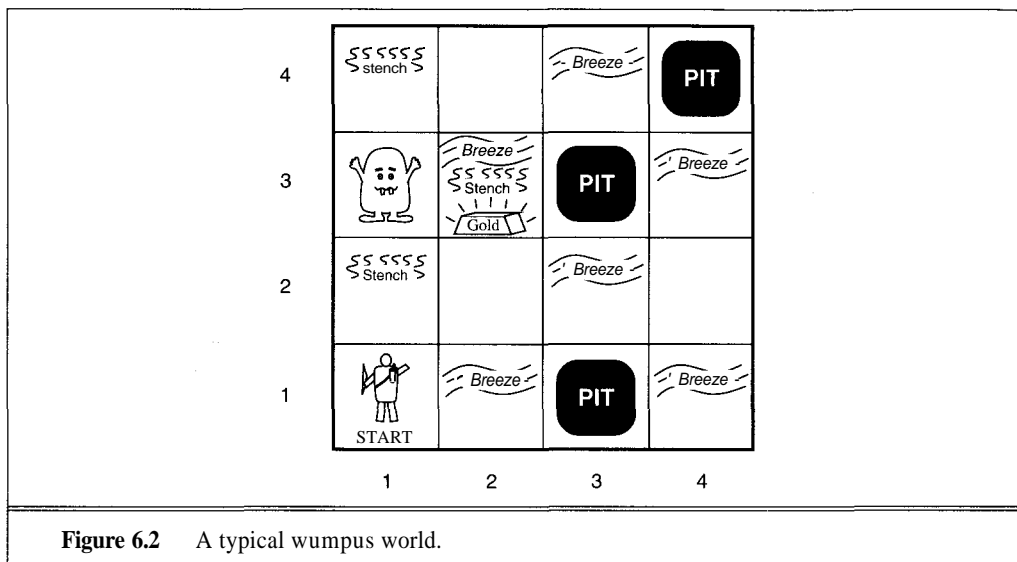 4 stench Breeze PIT
3 Breeze Stench Gold PIT Breeze
2 Stench Breeze
1 START Breeze PIT Breeze
1 2 3 4
Figure 6.2 A typical wumpus world.